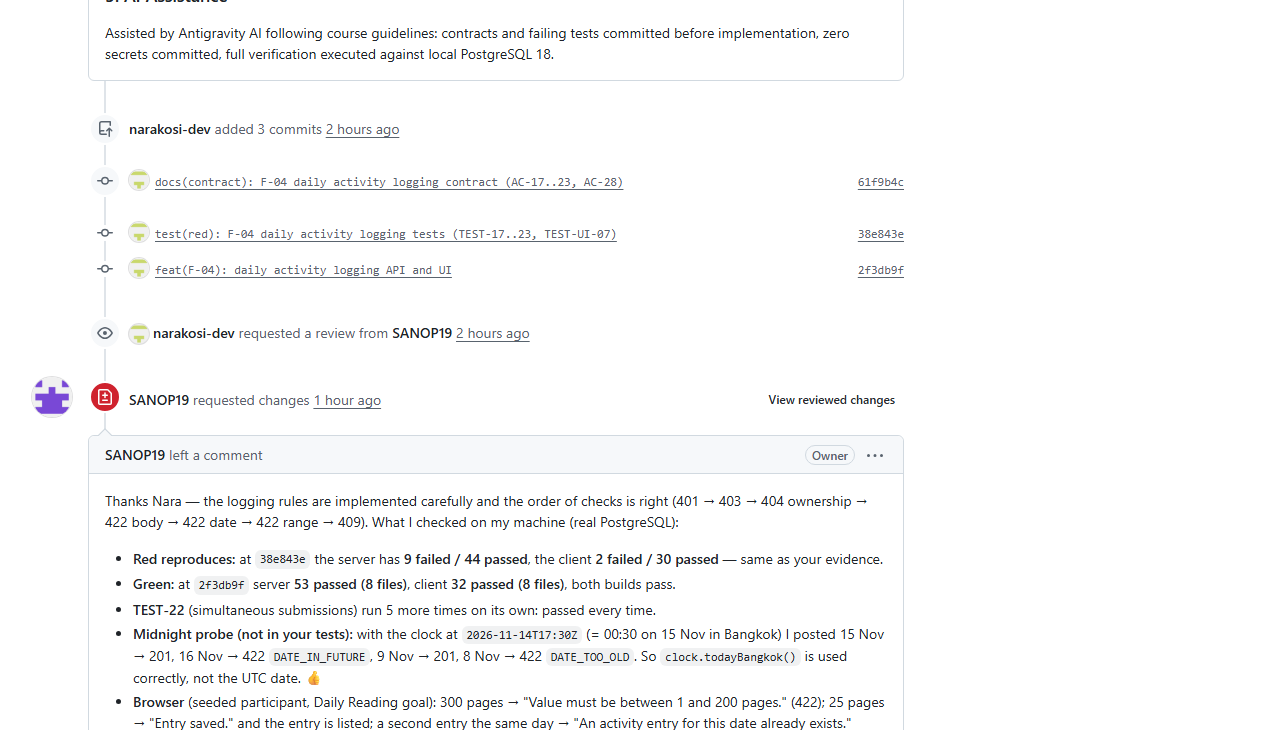 Assisted by Antigravity AI following course guidelines: contracts and failing tests committed before implementation, zero
secrets committed, full verification executed against local PostgreSQL 18.
narakosi-dev added 3 commits 2 hours ago
docs(contract): F-04 daily activity logging contract (AC-17..23, AC-28) 61f9b4c
test(red): F-04 daily activity logging tests (TEST-17..23, TEST-UI-07) 38e843e
feat(F-04): daily activity logging API and UI 2f3db9f
narakosi-dev requested a review from SANOP19 2 hours ago
SANOP19 requested changes 1 hour ago View reviewed changes
SANOP19 left a comment Owner ...
Thanks Nara — the logging rules are implemented carefully and the order of checks is right (401 → 403 → 404 ownership →
422 body → 422 date → 422 range → 409). What I checked on my machine (real PostgreSQL):
• Red reproduces: at 38e843e the server has 9 failed / 44 passed, the client 2 failed / 30 passed — same as your evidence.
• Green: at 2f3db9f server 53 passed (8 files), client 32 passed (8 files), both builds pass.
• TEST-22 (simultaneous submissions) run 5 more times on its own: passed every time.
• Midnight probe (not in your tests): with the clock at 2026-11-14T17:30Z (= 00:30 on 15 Nov in Bangkok) I posted 15 Nov
→ 201, 16 Nov → 422 DATE_IN_FUTURE, 9 Nov → 201, 8 Nov → 422 DATE_TOO_OLD. So clock.todayBangkok() is used
correctly, not the UTC date. 👍
• Browser (seeded participant, Daily Reading goal): 300 pages → "Value must be between 1 and 200 pages." (422); 25 pages
→ "Entry saved." and the entry is listed; a second entry the same day → "An activity entry for this date already exists."